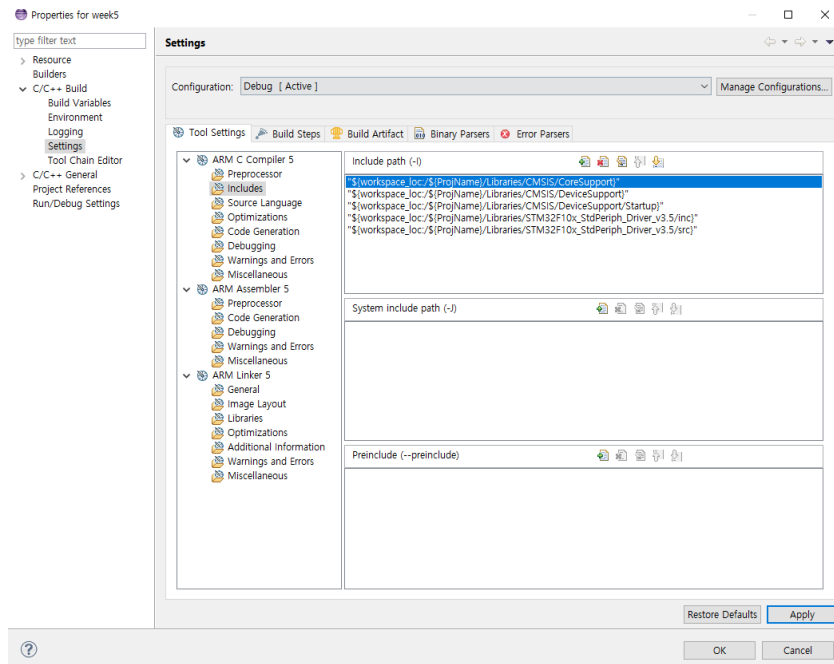 Properties for week5
type filter text
Resource
Builders
C/C++ Build
Build Variables
Environment
Logging
Settings
Tool Chain Editor
C/C++ General
Project References
Run/Debug Settings
Settings
Configuration: Debug [ Active ]
Manage Configurations...
Tool Settings
Build Steps
Build Artifact
Binary Parsers
Error Parsers
ARM C Compiler 5
Preprocessor
Includes
Source Language
Optimizations
Code Generation
Debugging
Warnings and Errors
Miscellaneous
ARM Assembler 5
Preprocessor
Code Generation
Debugging
Warnings and Errors
Miscellaneous
ARM Linker 5
General
Image Layout
Libraries
Optimizations
Additional Information
Warnings and Errors
Miscellaneous
Include path (-I)
"${workspace_loc:/${ProjName}/Libraries/CMSIS/CoreSupport}"
"${workspace_loc:/${ProjName}/Libraries/CMSIS/DeviceSupport}"
"${workspace_loc:/${ProjName}/Libraries/CMSIS/DeviceSupport/Startup}"
"${workspace_loc:/${ProjName}/Libraries/STM32F10x_StdPeriph_Driver_v3.5/inc}"
"${workspace_loc:/${ProjName}/Libraries/STM32F10x_StdPeriph_Driver_v3.5/src}"
System include path (-J)
Preinclude (--preinclude)
Restore Defaults
Apply
OK
Cancel